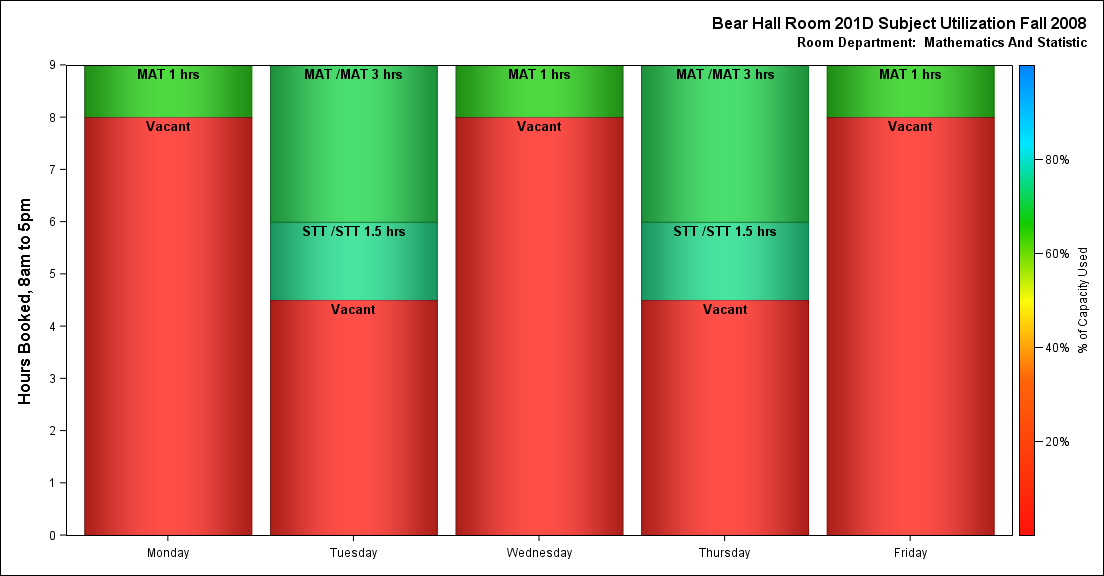 Bear Hall Room 201D Subject Utilization Fall 2008
Room Department:  Mathematics And Statistic
Hours Booked, 8am to 5pm
9
8
7
6
5
4
3
2
1
0
MAT 1 hrs
Vacant
MAT /MAT 3 hrs
STT /STT 1.5 hrs
Vacant
MAT 1 hrs
Vacant
MAT /MAT 3 hrs
STT /STT 1.5 hrs
Vacant
MAT 1 hrs
Vacant
Monday
Tuesday
Wednesday
Thursday
Friday
80%
60%
40%
20%
% of Capacity Used